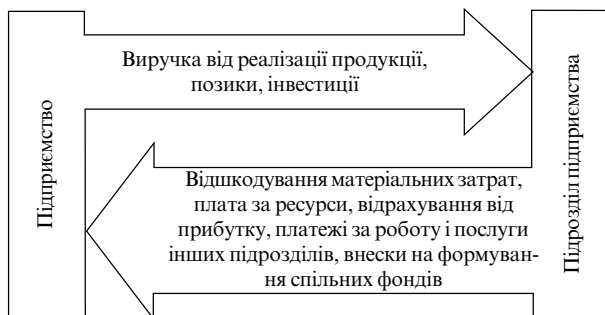 Підприємство
Виручка від реалізації продукції,
позики, інвестиції
Відшкодування матеріальних затрат,
плата за ресурси, відрахування від
прибутку, платежі за роботу і послуги
інших підрозділів, внески на формуван-
ня спільних фондів
Підрозділ підприємства